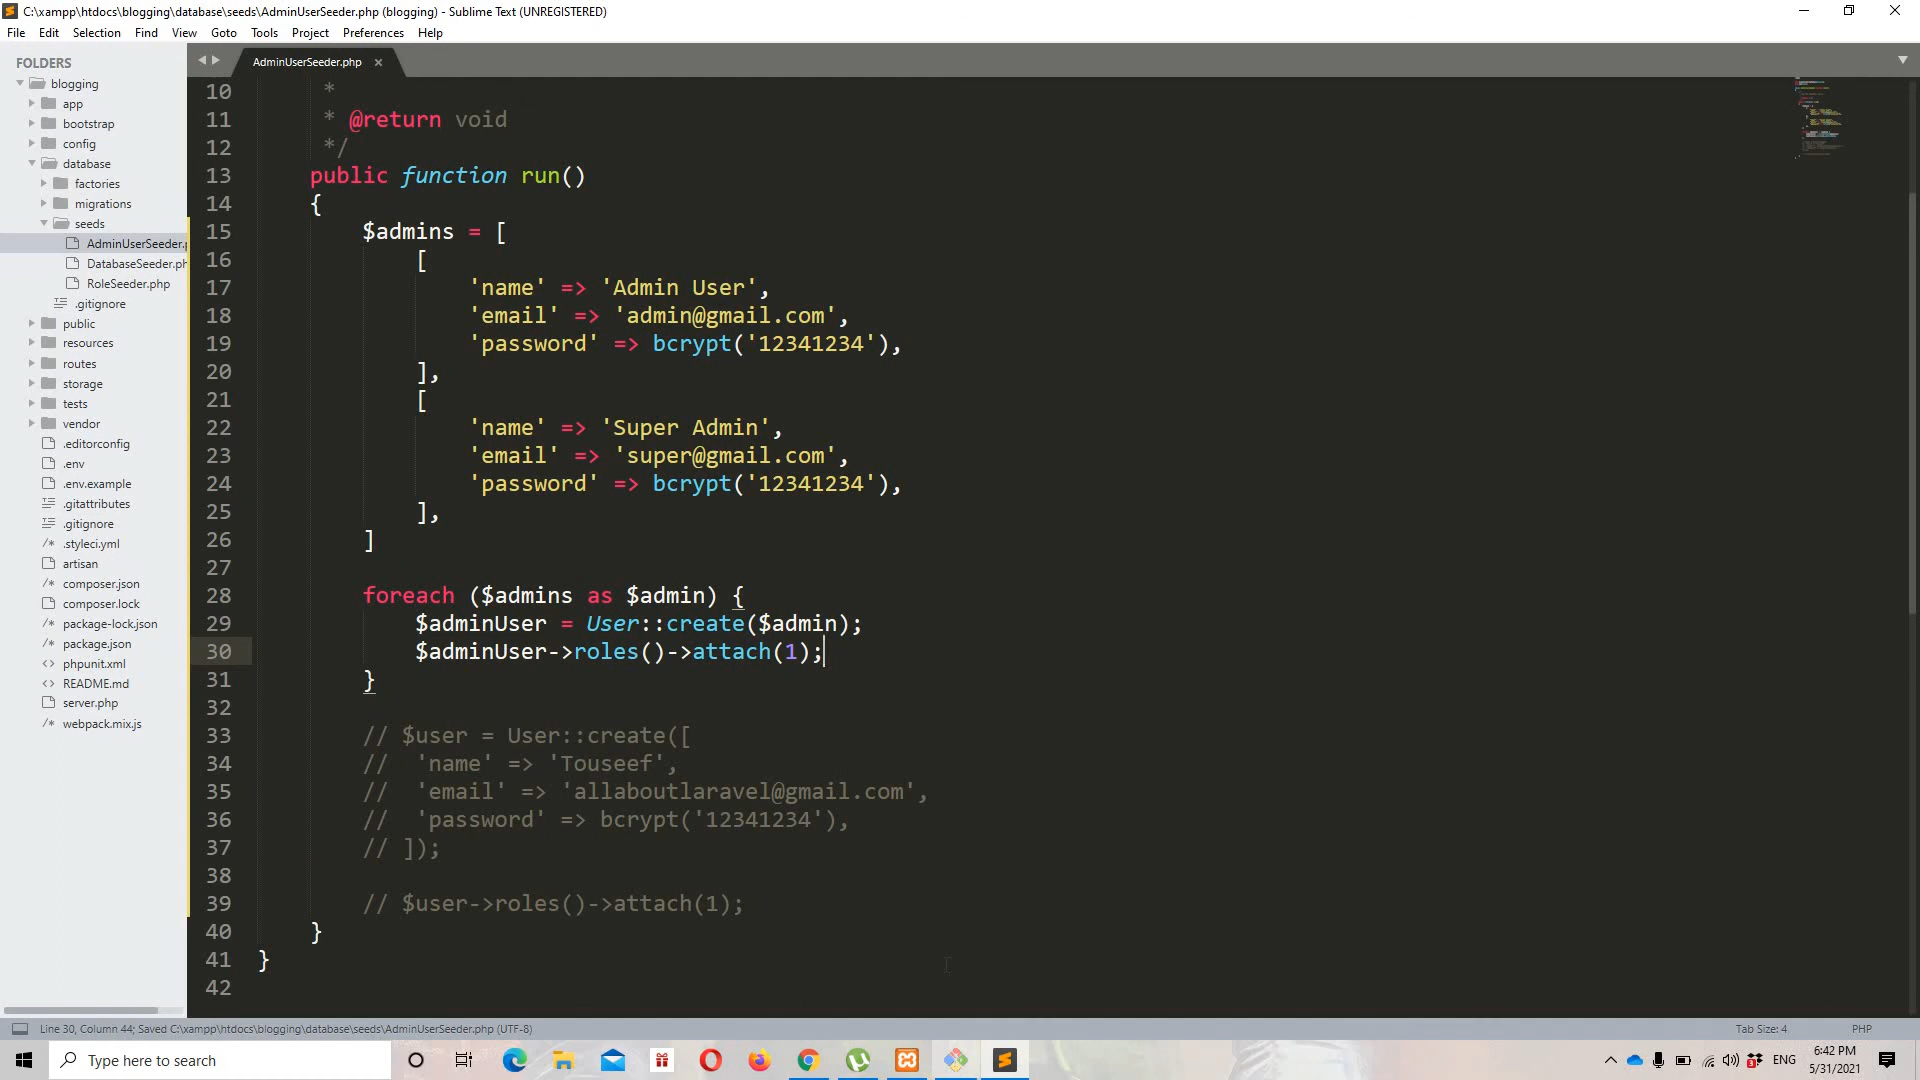 C:\xampp\htdocs\blogging\database\seeds\AdminUserSeeder.php (blogging) - Sublime Text (UNREGISTERED)
File Edit Selection Find View Goto Tools Project Preferences Help
FOLDERS
blogging
app
bootstrap
config
database
factories
migrations
seeds
AdminUserSeeder.p
DatabaseSeeder.ph
RoleSeeder.php
.gitignore
public
resources
routes
storage
tests
vendor
.editorconfig
.env
.env.example
.gitattributes
.gitignore
.styleci.yml
artisan
composer.json
composer.lock
package-lock.json
package.json
phpunit.xml
README.md
server.php
webpack.mix.js
AdminUserSeeder.php
10 *
11 * @return void
12 */
13 public function run()
14 {
15 $admins = [
16 [
17 'name' => 'Admin User',
18 'email' => 'admin@gmail.com',
19 'password' => bcrypt('12341234'),
20 ],
21 [
22 'name' => 'Super Admin',
23 'email' => 'super@gmail.com',
24 'password' => bcrypt('12341234'),
25 ],
26 ]
27
28 foreach ($admins as $admin) {
29 $adminUser = User::create($admin);
30 $adminUser->roles()->attach(1);
31 }
32
33 // $user = User::create([
34 // 'name' => 'Touseef',
35 // 'email' => 'allaboutlaravel@gmail.com',
36 // 'password' => bcrypt('12341234'),
37 // ]);
38
39 // $user->roles()->attach(1);
40 }
41 }
42
Line 30, Column 44; Saved C:\xampp\htdocs\blogging\database\seeds\AdminUserSeeder.php (UTF-8)
Tab Size: 4 PHP
Type here to search
ENG
6:42 PM
5/31/2021